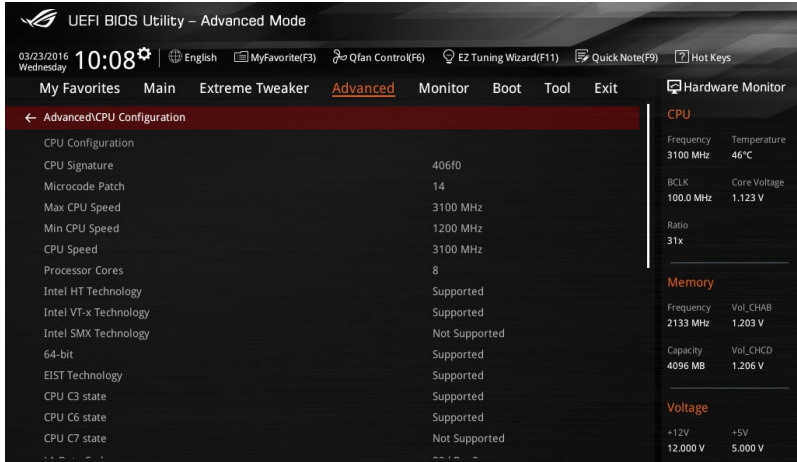 UEFI BIOS Utility – Advanced Mode
03/23/2016 Wednesday 10:08 English MyFavorite(F3) Qfan Control(F6) EZ Tuning Wizard(F11) Quick Note(F9) ? Hot Keys
My Favorites Main Extreme Tweaker Advanced Monitor Boot Tool Exit
← Advanced\CPU Configuration
CPU Configuration
CPU Signature 406f0
Microcode Patch 14
Max CPU Speed 3100 MHz
Min CPU Speed 1200 MHz
CPU Speed 3100 MHz
Processor Cores 8
Intel HT Technology Supported
Intel VT-x Technology Supported
Intel SMX Technology Not Supported
64-bit Supported
EIST Technology Supported
CPU C3 state Supported
CPU C6 state Supported
CPU C7 state Not Supported
Hardware Monitor
CPU
Frequency Temperature
3100 MHz 46°C
BCLK Core Voltage
100.0 MHz 1.123 V
Ratio
31x
Memory
Frequency Vol_CHAB
2133 MHz 1.203 V
Capacity Vol_CHCD
4096 MB 1.206 V
Voltage
+12V +5V
12.000 V 5.000 V